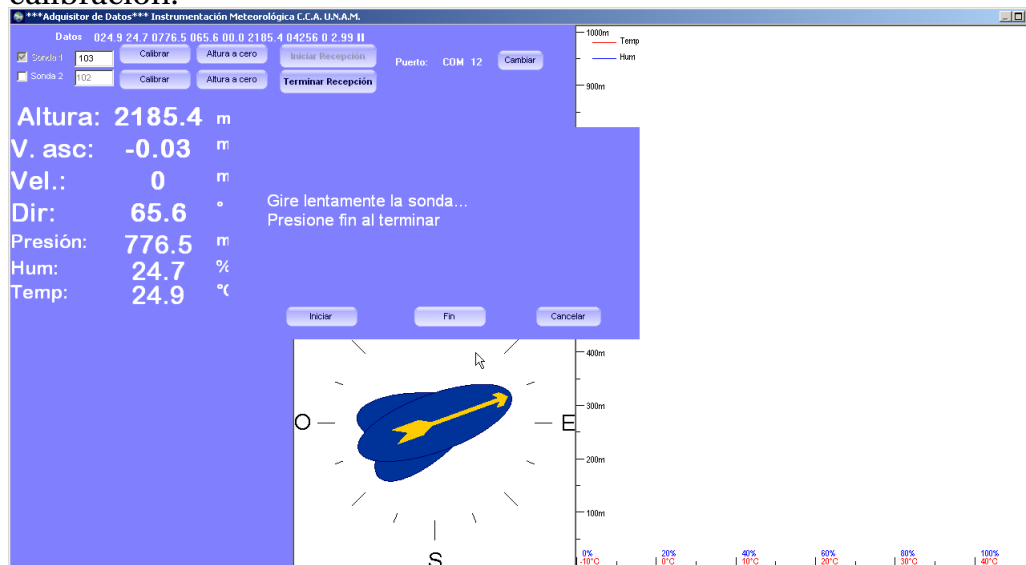 calibración.
***Adquisitor de Datos*** Instrumentación Meteorológica C.C.A. U.N.A.M.
Datos 024.9 24.7 0776.5 065.6 00.0 2185.4 04256 0 2.99 II
Sonda 1 103 Calibrar Altura a cero Iniciar Recepción
Puerto: COM 12 Cambiar
Sonda 2 102 Calibrar Altura a cero Terminar Recepción
Altura: 2185.4 m
V. asc: -0.03 m
Vel.: 0 m
Dir: 65.6 °
Presión: 776.5 m
Hum: 24.7 %
Temp: 24.9 °C
Gire lentamente la sonda...
Presione fin al terminar
Iniciar Fin Cancelar
O E
S
1000m
Temp
Hum
900m
400m
300m
200m
100m
0% 20% 40% 60% 80% 100%
-10°C 0°C 10°C 20°C 30°C 40°C